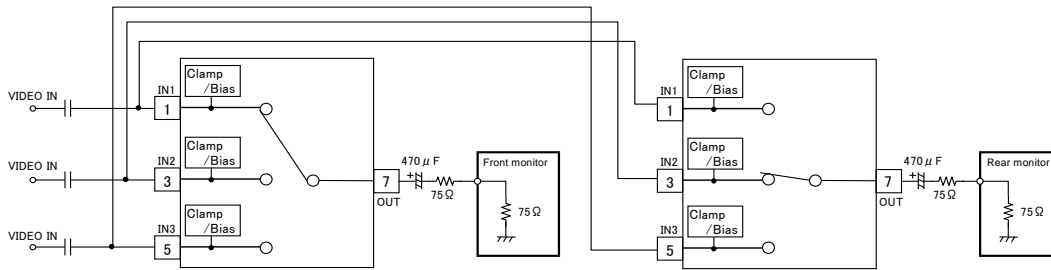 VIDEO IN
IN1
1
Clamp
/Bias
VIDEO IN
IN2
3
Clamp
/Bias
VIDEO IN
IN3
5
Clamp
/Bias
7
OUT
470μF
+
75Ω
Front monitor
75Ω
IN1
1
Clamp
/Bias
IN2
3
Clamp
/Bias
IN3
5
Clamp
/Bias
7
OUT
470μF
+
75Ω
Rear monitor
75Ω